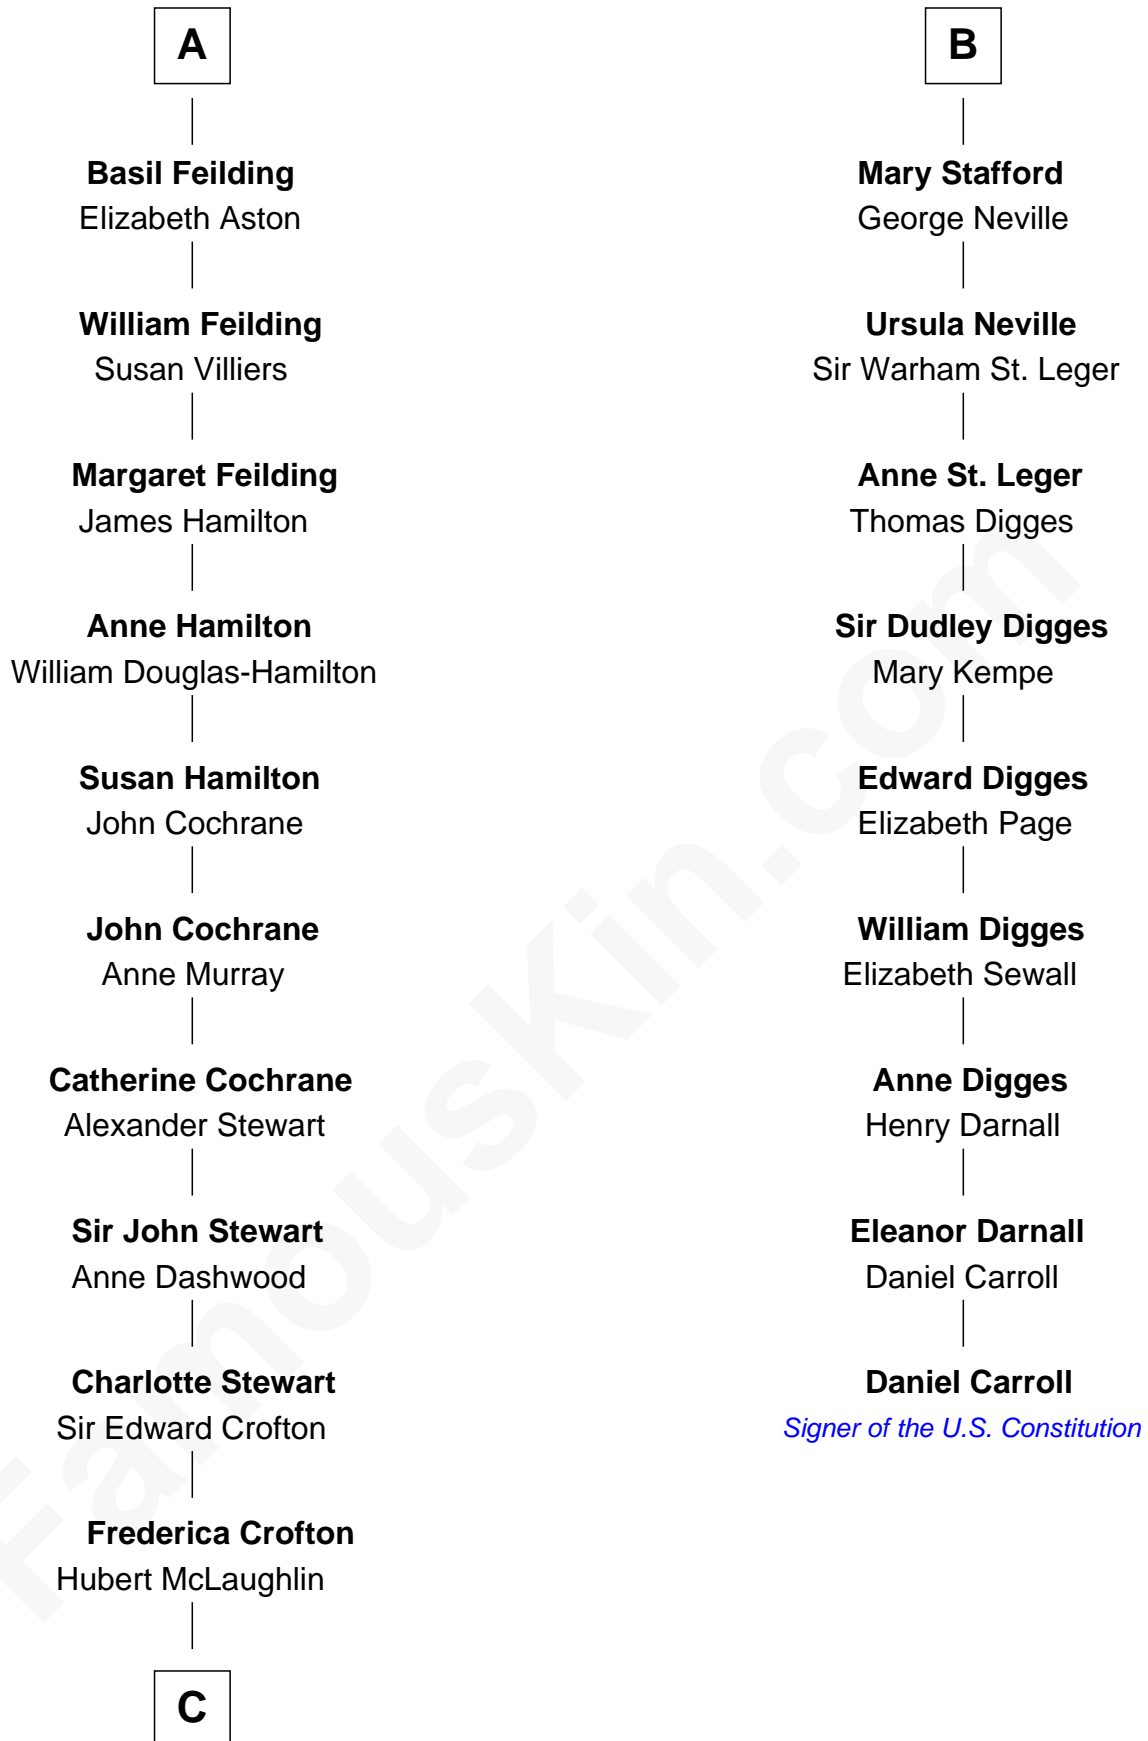 A
Basil Feilding
Elizabeth Aston
William Feilding
Susan Villiers
Margaret Feilding
James Hamilton
Anne Hamilton
William Douglas-Hamilton
Susan Hamilton
John Cochrane
John Cochrane
Anne Murray
Catherine Cochrane
Alexander Stewart
Sir John Stewart
Anne Dashwood
Charlotte Stewart
Sir Edward Crofton
Frederica Crofton
Hubert McLaughlin
C
B
Mary Stafford
George Neville
Ursula Neville
Sir Warham St. Leger
Anne St. Leger
Thomas Digges
Sir Dudley Digges
Mary Kempe
Edward Digges
Elizabeth Page
William Digges
Elizabeth Sewall
Anne Digges
Henry Darnall
Eleanor Darnall
Daniel Carroll
Daniel Carroll
Signer of the U.S. Constitution
FamousKin.com